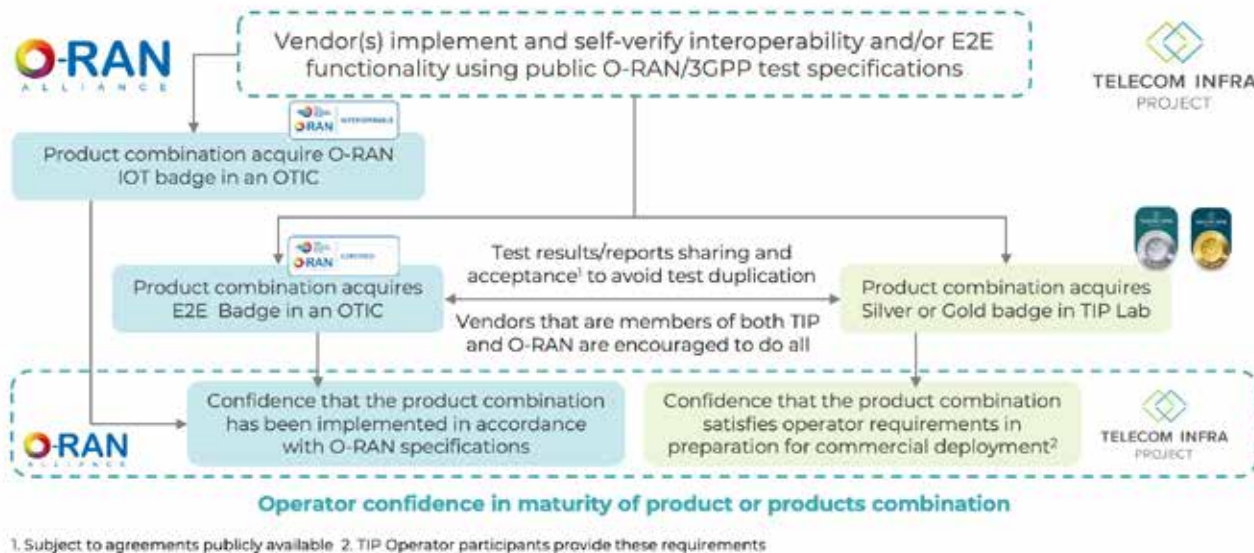 O-RAN
ALLIANCE
Vendor(s) implement and self-verify interoperability and/or E2E
functionality using public O-RAN/3GPP test specifications
TELECOM INFRA
PROJECT
O-RAN
Product combination acquire O-RAN
IOT badge in an OTIC
O-RAN
Product combination acquires
E2E Badge in an OTIC
Test results/reports sharing and
acceptance¹ to avoid test duplication
Vendors that are members of both TIP
and O-RAN are encouraged to do all
Product combination acquires
Silver or Gold badge in TIP Lab
O-RAN
ALLIANCE
Confidence that the product combination
has been implemented in accordance
with O-RAN specifications
Confidence that the product combination
satisfies operator requirements in
preparation for commercial deployment²
TELECOM INFRA
PROJECT
Operator confidence in maturity of product or products combination
1. Subject to agreements publicly available 2. TIP Operator participants provide these requirements